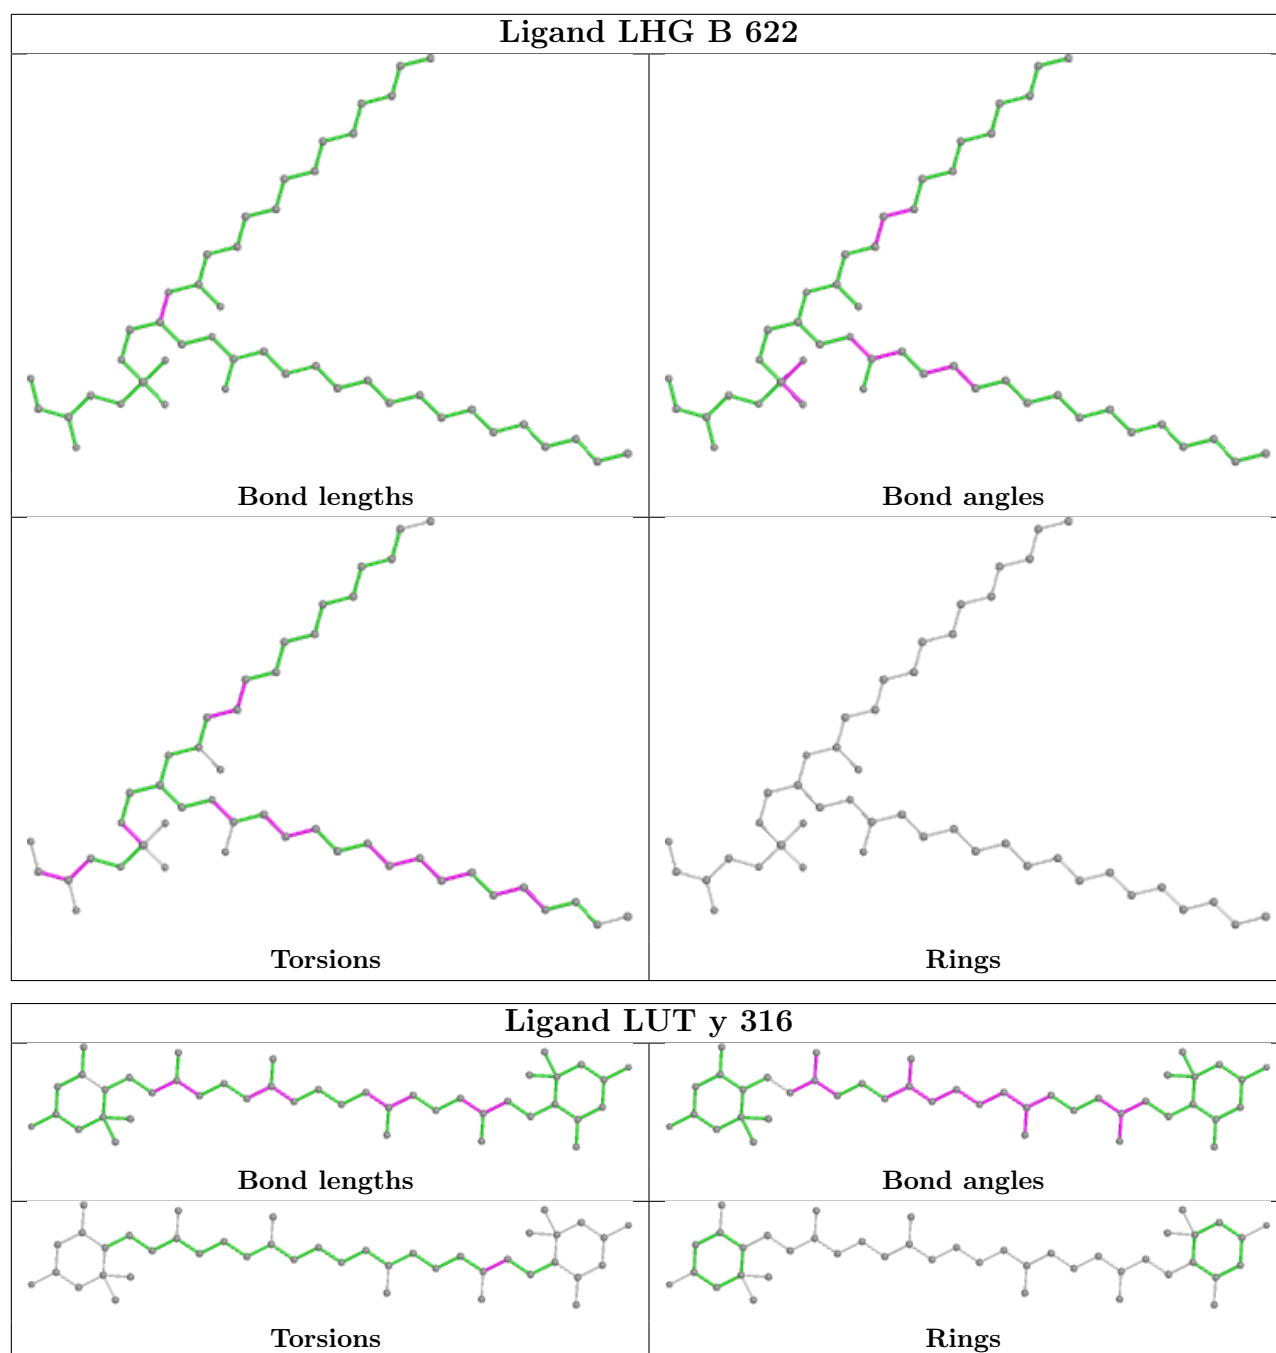 Ligand LHG B 622
Bond lengths
Bond angles
Torsions
Rings
Ligand LUT y 316
Bond lengths
Bond angles
Torsions
Rings